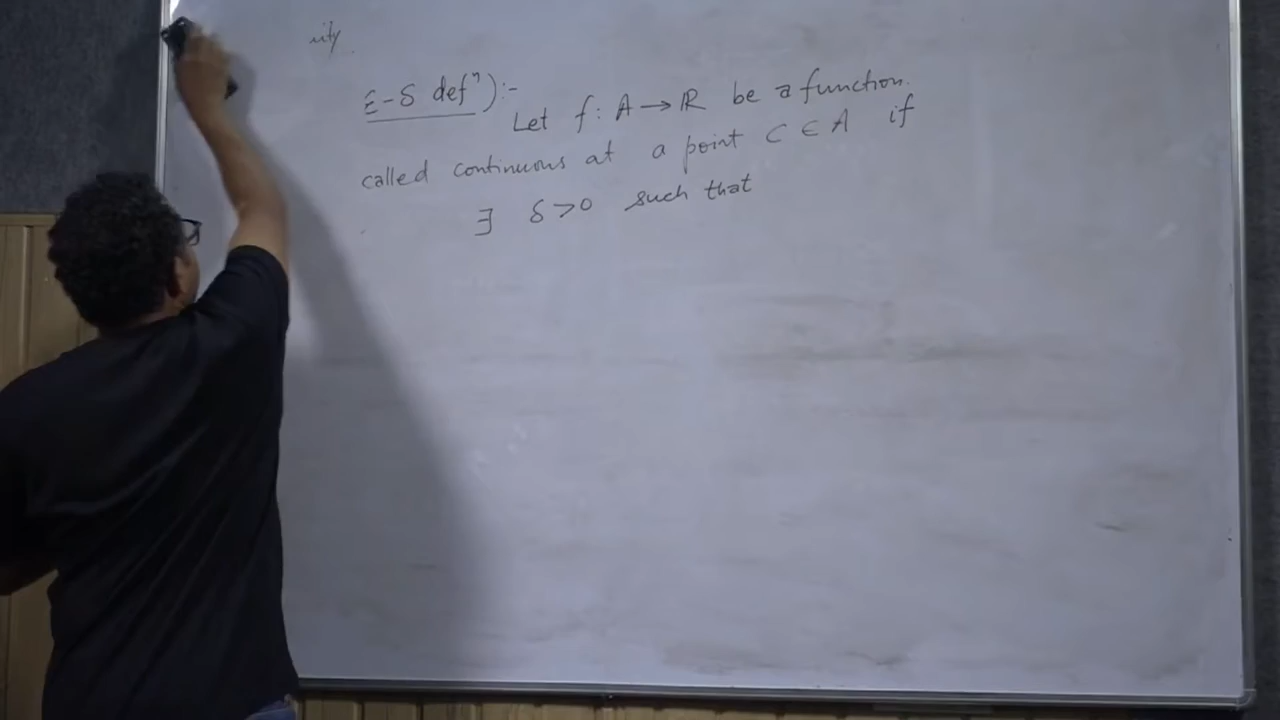 uity
ε-δ defⁿ):-
Let f: A → ℝ be a function.
called continuous at a point C ∈ A if
∃ δ>0 such that